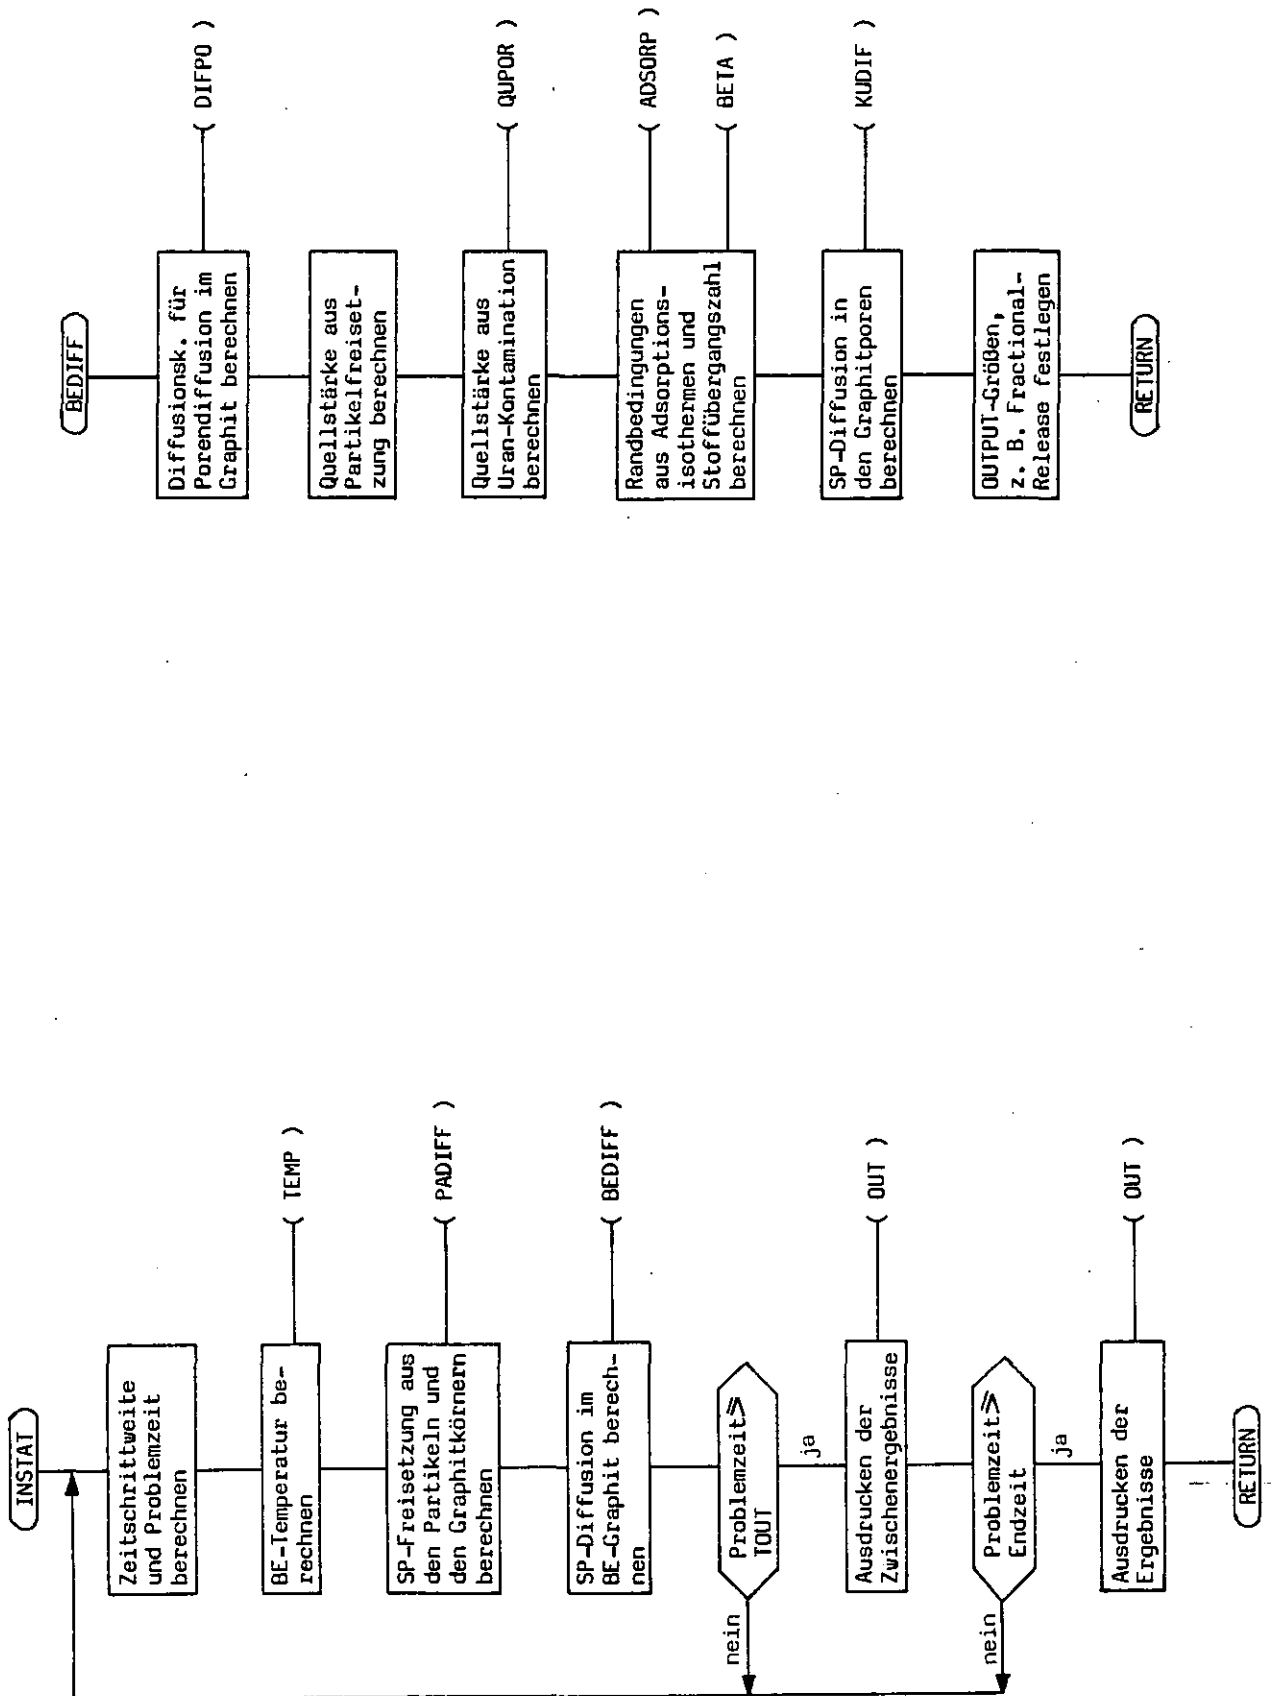 INSTAT
Zeitschrittweite
und Problemzeit
berechnen
BE-Temperatur be-
rechnen
( TEMP )
SP-Freisetzung aus
den Partikeln und
den Graphitkörnern
berechnen
( PADIFF )
SP-Diffusion im
BE-Graphit berech-
nen
( BEDIFF )
Problemzeit ⩾
TOUT
nein
ja
Ausdrucken der
Zwischenergebnisse
( OUT )
Problemzeit ⩾
Endzeit
nein
ja
Ausdrucken der
Ergebnisse
( OUT )
RETURN
BEDIFF
Diffusionsk. für
Porendiffusion im
Graphit berechnen
( DIFPO )
Quellstärke aus
Partikelfreiset-
zung berechnen
Quellstärke aus
Uran-Kontamination
berechnen
( QUPOR )
Randbedingungen
aus Adsorptions-
isothermen und
Stoffübergangszahl
berechnen
( ADSORP )
( BETA )
SP-Diffusion in
den Graphitporen
berechnen
( KUDIF )
OUTPUT-Größen,
z. B. Fractional-
Release festlegen
RETURN